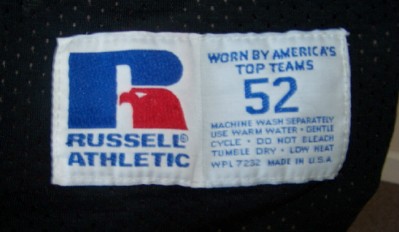 R
RUSSELL®
ATHLETIC
WORN BY AMERICA'S
TOP TEAMS
52
MACHINE WASH SEPARATELY
USE WARM WATER · GENTLE
CYCLE · DO NOT BLEACH
TUMBLE DRY · LOW HEAT
WPL 7232 MADE IN U.S.A.